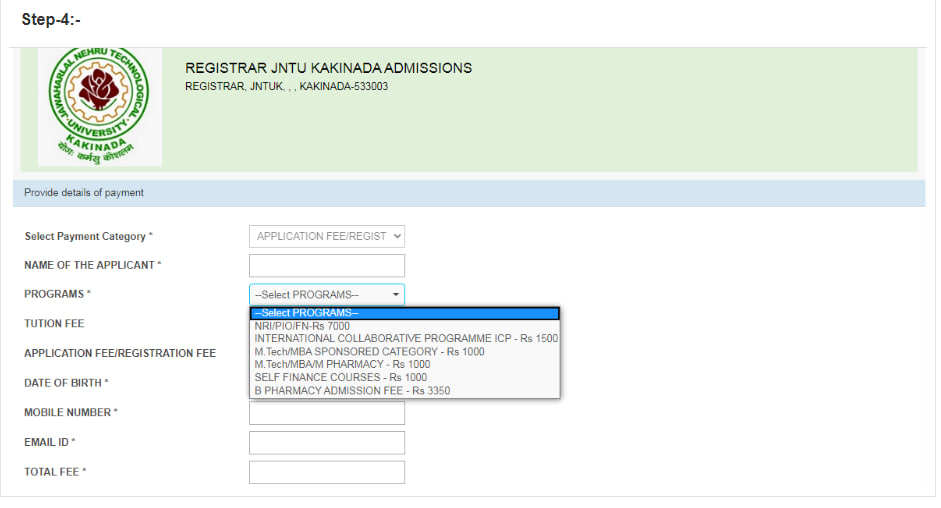 Step-4:-
JAWAHARLAL NEHRU TECHNOLOGICAL UNIVERSITY
KAKINADA
योगः कर्मसु कौशलम्
REGISTRAR JNTU KAKINADA ADMISSIONS
REGISTRAR, JNTUK, , , KAKINADA-533003
Provide details of payment
Select Payment Category *
APPLICATION FEE/REGIST
NAME OF THE APPLICANT *
PROGRAMS *
--Select PROGRAMS--
--Select PROGRAMS--
NRI/PIO/FN-Rs 7000
INTERNATIONAL COLLABORATIVE PROGRAMME ICP - Rs 1500
M.Tech/MBA SPONSORED CATEGORY - Rs 1000
M.Tech/MBA/M PHARMACY - Rs 1000
SELF FINANCE COURSES - Rs 1000
B PHARMACY ADMISSION FEE - Rs 3350
TUTION FEE
APPLICATION FEE/REGISTRATION FEE
DATE OF BIRTH *
MOBILE NUMBER *
EMAIL ID *
TOTAL FEE *